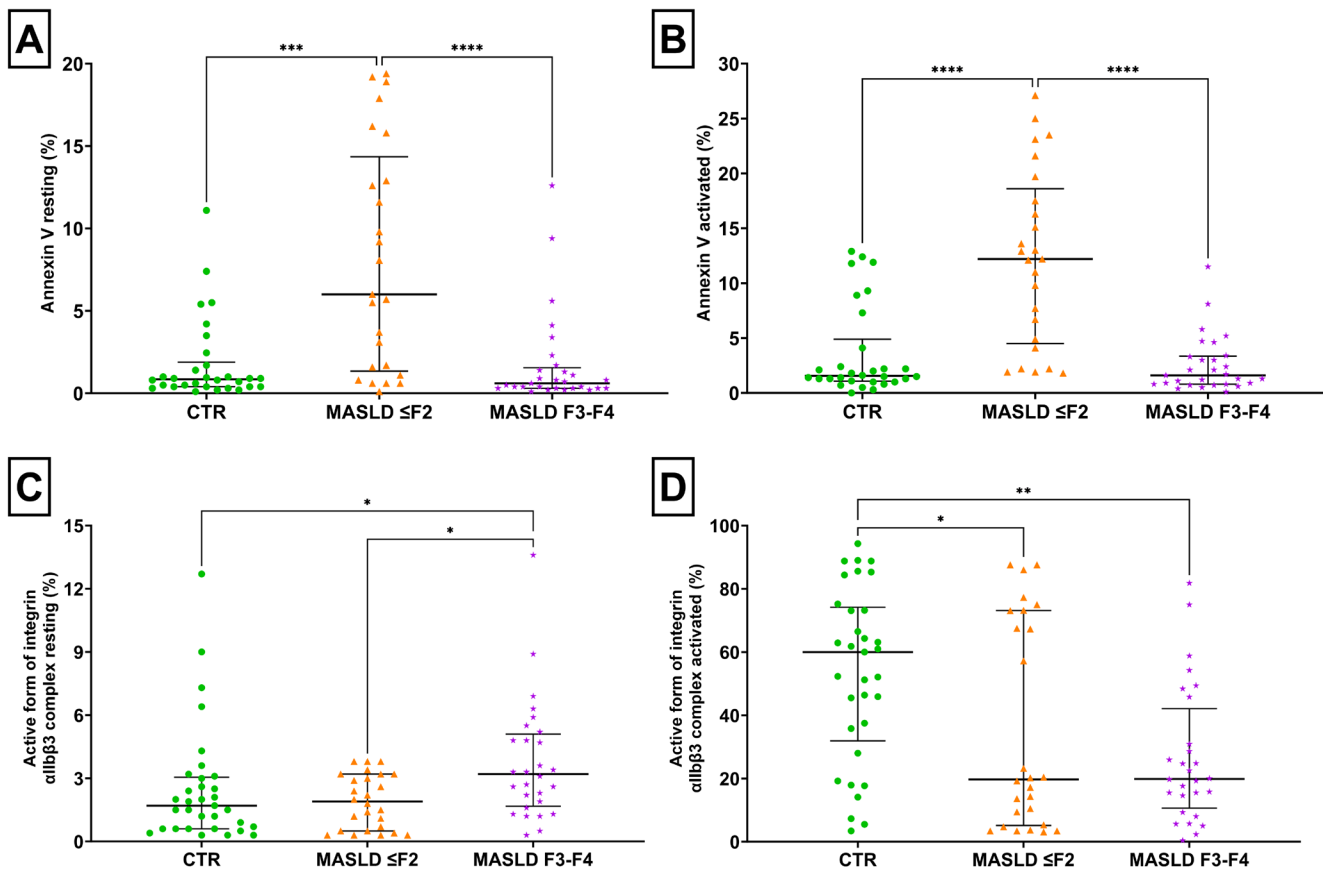 A
Annexin V resting (%)
20
15
10
5
0
***
****
CTR
MASLD ≤F2
MASLD F3-F4
B
Annexin V activated (%)
30
25
20
15
10
5
0
****
****
CTR
MASLD ≤F2
MASLD F3-F4
C
Active form of integrin
αIIbβ3 complex resting (%)
15
12
9
6
3
0
*
*
CTR
MASLD ≤F2
MASLD F3-F4
D
Active form of integrin
αIIbβ3 complex activated (%)
100
80
60
40
20
0
**
*
CTR
MASLD ≤F2
MASLD F3-F4